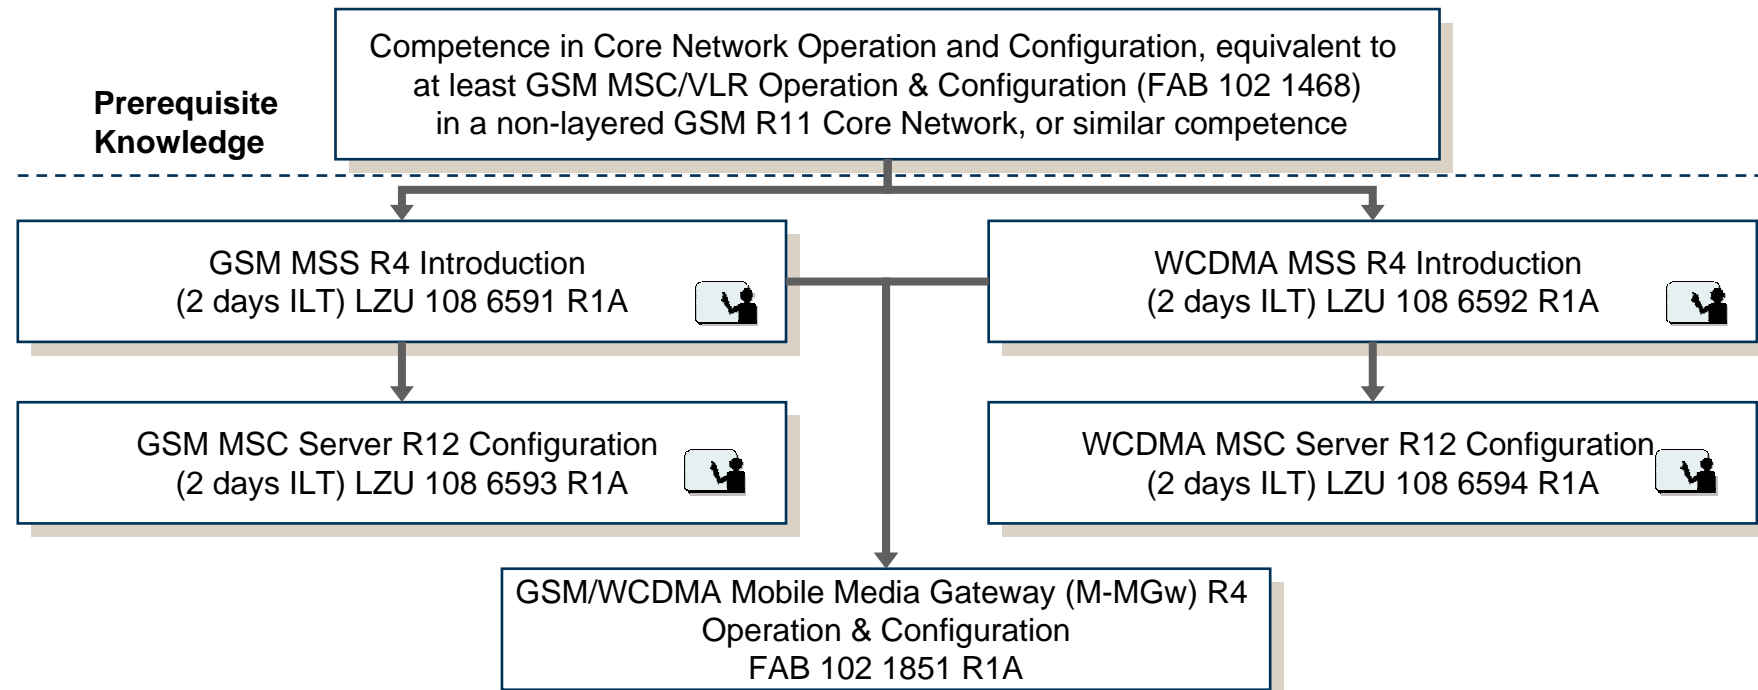 Competence in Core Network Operation and Configuration, equivalent to
at least GSM MSC/VLR Operation & Configuration (FAB 102 1468)
in a non-layered GSM R11 Core Network, or similar competence
Prerequisite
Knowledge
GSM MSS R4 Introduction
(2 days ILT) LZU 108 6591 R1A
WCDMA MSS R4 Introduction
(2 days ILT) LZU 108 6592 R1A
GSM MSC Server R12 Configuration
(2 days ILT) LZU 108 6593 R1A
WCDMA MSC Server R12 Configuration
(2 days ILT) LZU 108 6594 R1A
GSM/WCDMA Mobile Media Gateway (M-MGw) R4
Operation & Configuration
FAB 102 1851 R1A